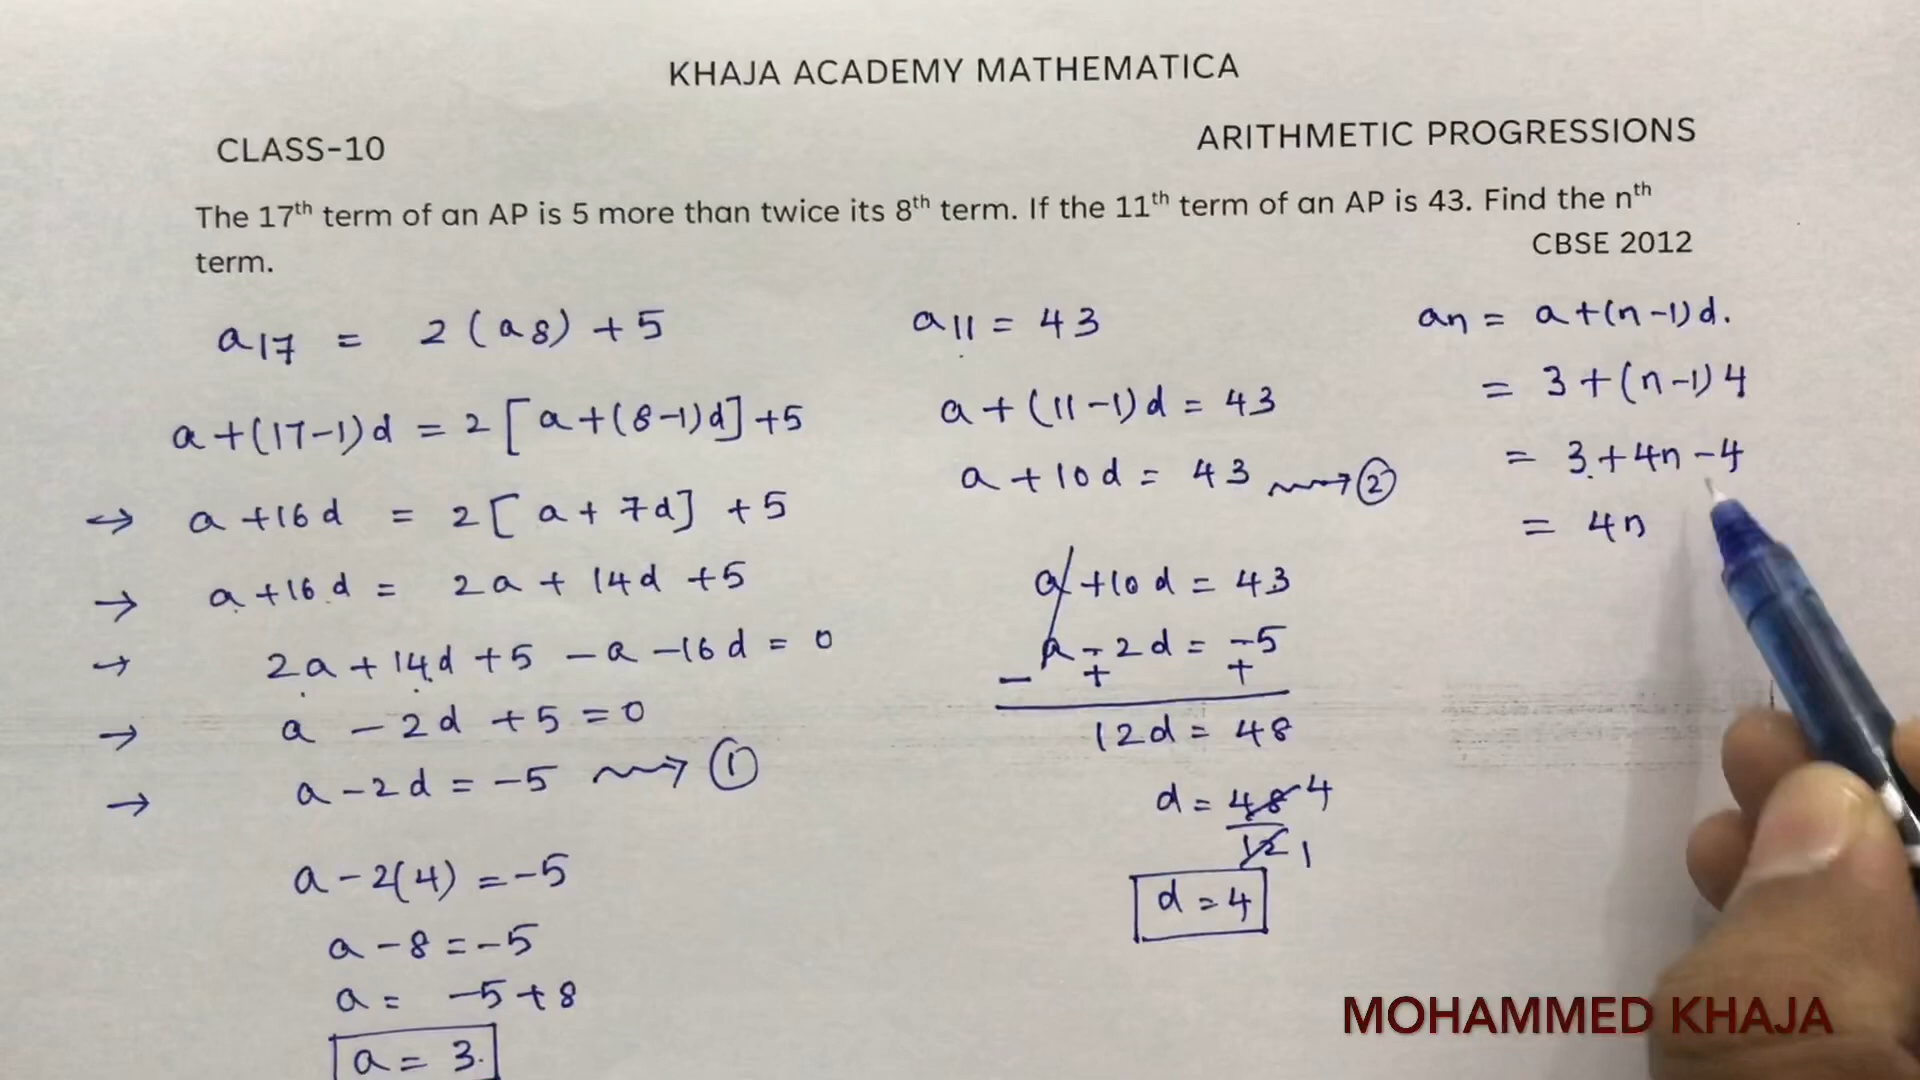 KHAJA ACADEMY MATHEMATICA
CLASS-10
ARITHMETIC PROGRESSIONS
The 17th term of an AP is 5 more than twice its 8th term. If the 11th term of an AP is 43. Find the nth
term.
CBSE 2012
a17 = 2(a8) + 5
a+(17-1)d = 2[a+(8-1)d]+5
→ a+16d = 2[a+7d]+5
→ a+16d = 2a+14d+5
→ 2a+14d+5-a-16d = 0
→ a-2d+5=0
→ a-2d=-5 → ①
a-2(4)=-5
a-8=-5
a= -5+8
a= 3.
a11 = 43
a+(11-1)d = 43
a+10d = 43 → ②
a+10d = 43
a-2d = -5
- + +
12d = 48
d = 48 4
12 1
d=4
an = a+(n-1)d.
= 3+(n-1)4
= 3+4n-4
= 4n
MOHAMMED KHAJA